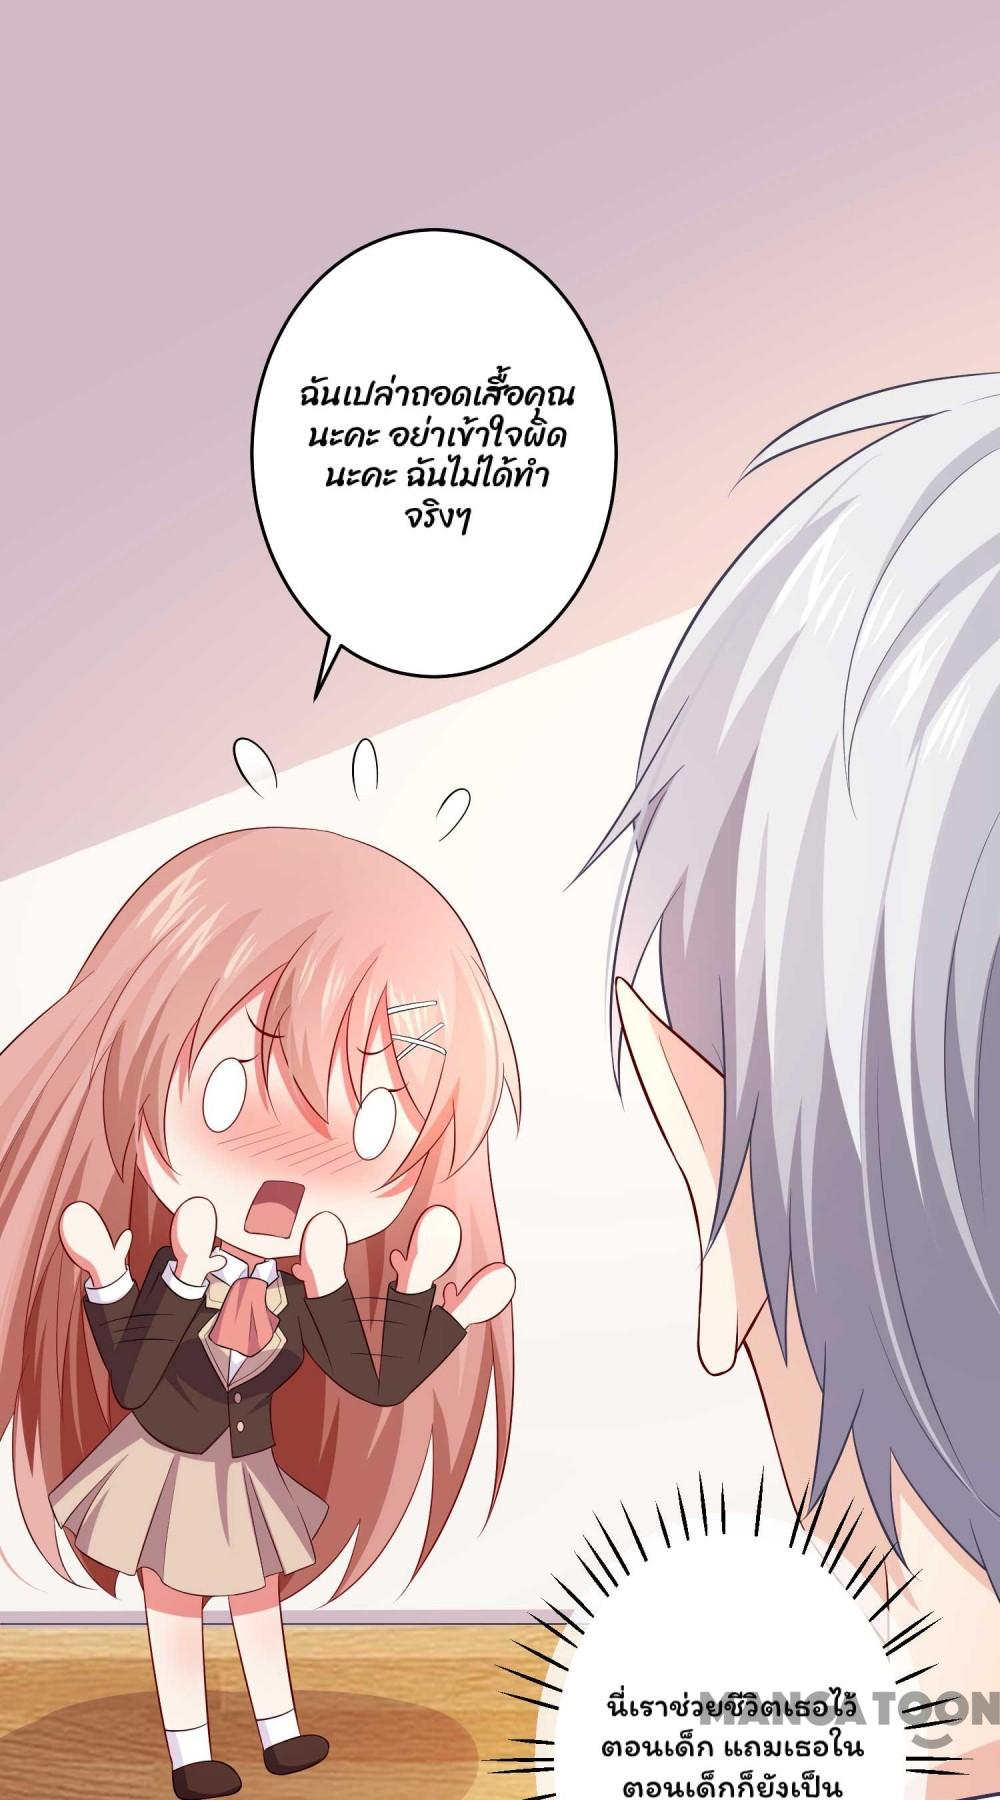 ฉันเปล่าถอดเสื้อคุณ
นะคะ อย่าเข้าใจผิด
นะคะ ฉันไม่ได้ทำ
จริงๆ
นี่เราช่วยชีวิตเธอไว้
MANGATOON
ตอนเด็ก แถมเธอใน
ตอนเด็กก็ยังเป็น